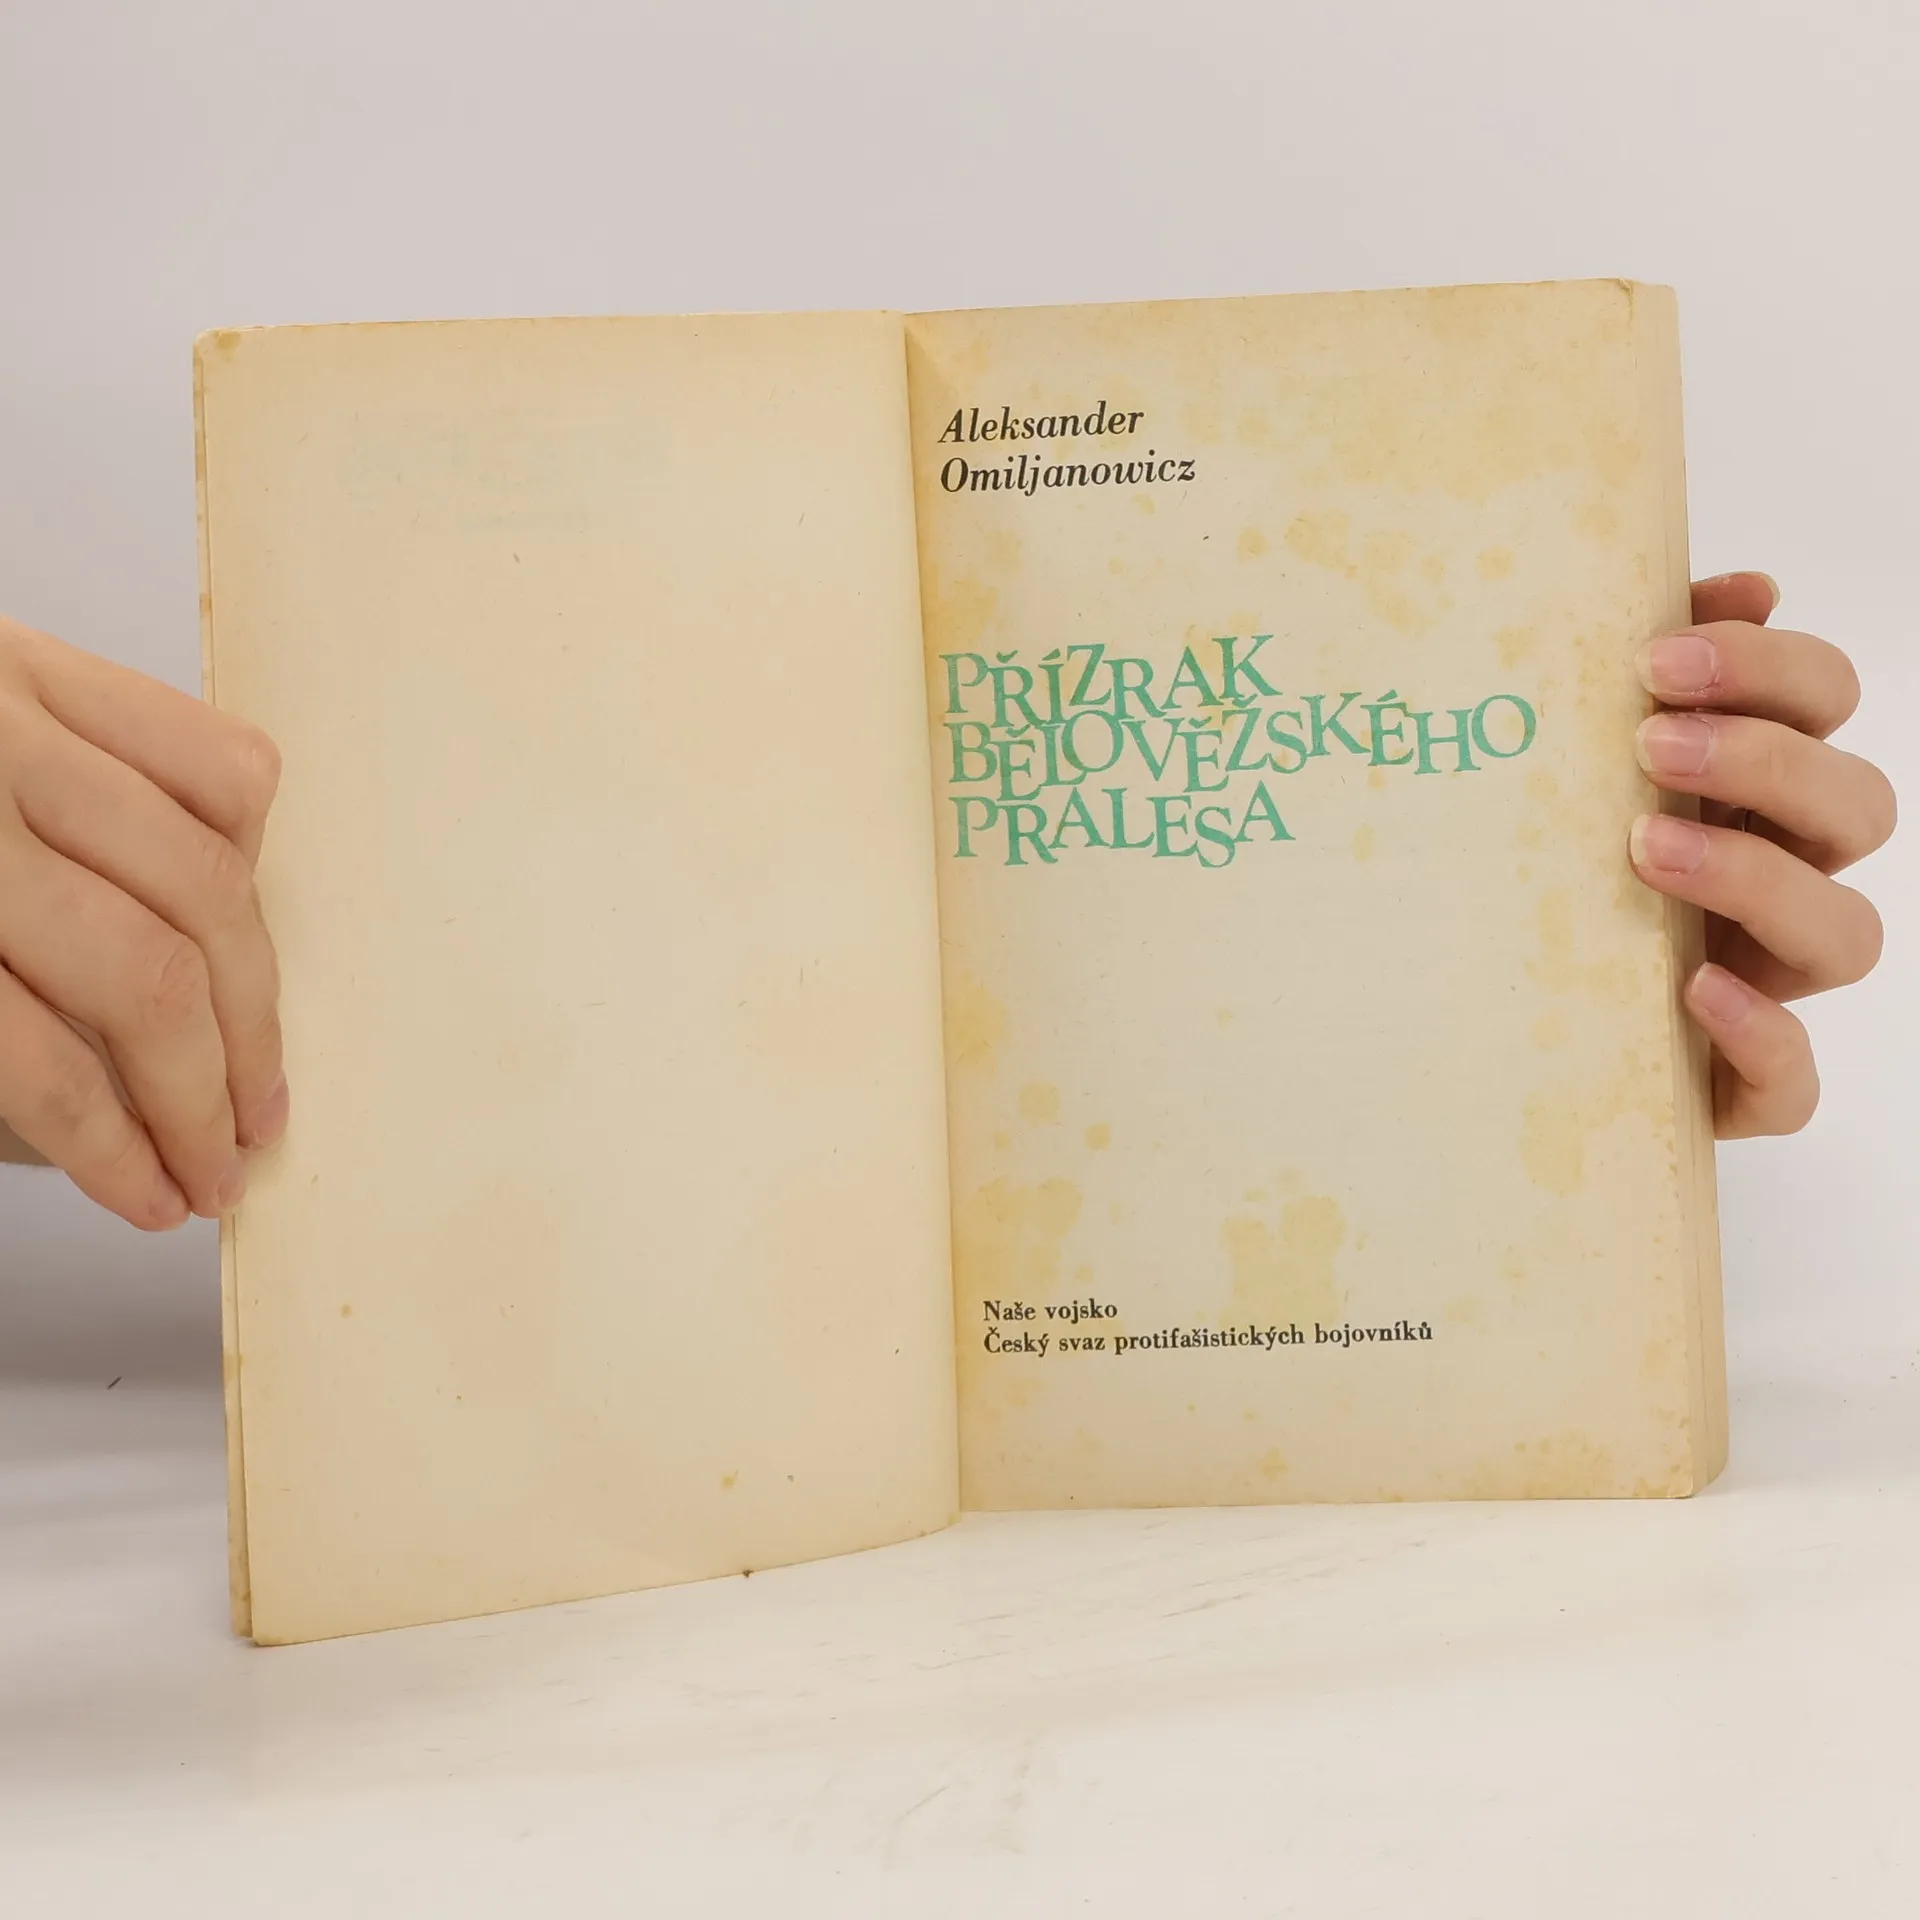 Aleksander
Omiljanowicz
PŘÍZRAK
BĚLOVĚŽSKÉHO
PRALESA
Naše vojsko
Český svaz protifašistických bojovníků